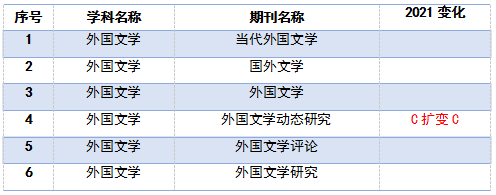 序号 学科名称 期刊名称 2021 变化
1 外国文学 当代外国文学
2 外国文学 国外文学
3 外国文学 外国文学
4 外国文学 外国文学动态研究 C 扩变 C
5 外国文学 外国文学评论
6 外国文学 外国文学研究